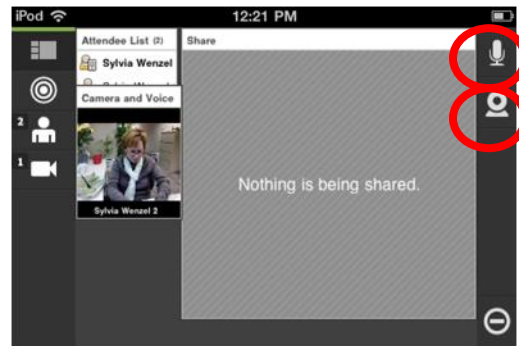 iPod 12:21 PM
Attendee List (2)
Sylvia Wenzel
Camera and Voice
Sylvia Wenzel 2
Share
Nothing is being shared.
2
1